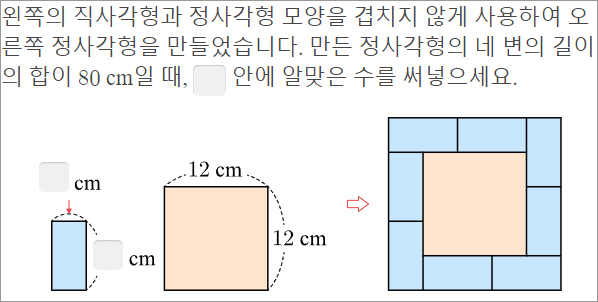 왼쪽의 직사각형과 정사각형 모양을 겹치지 않게 사용하여 오
른쪽 정사각형을 만들었습니다. 만든 정사각형의 네 변의 길이
의 합이 80 cm일 때, 안에 알맞은 수를 써넣으세요.
12 cm
cm
12 cm
cm